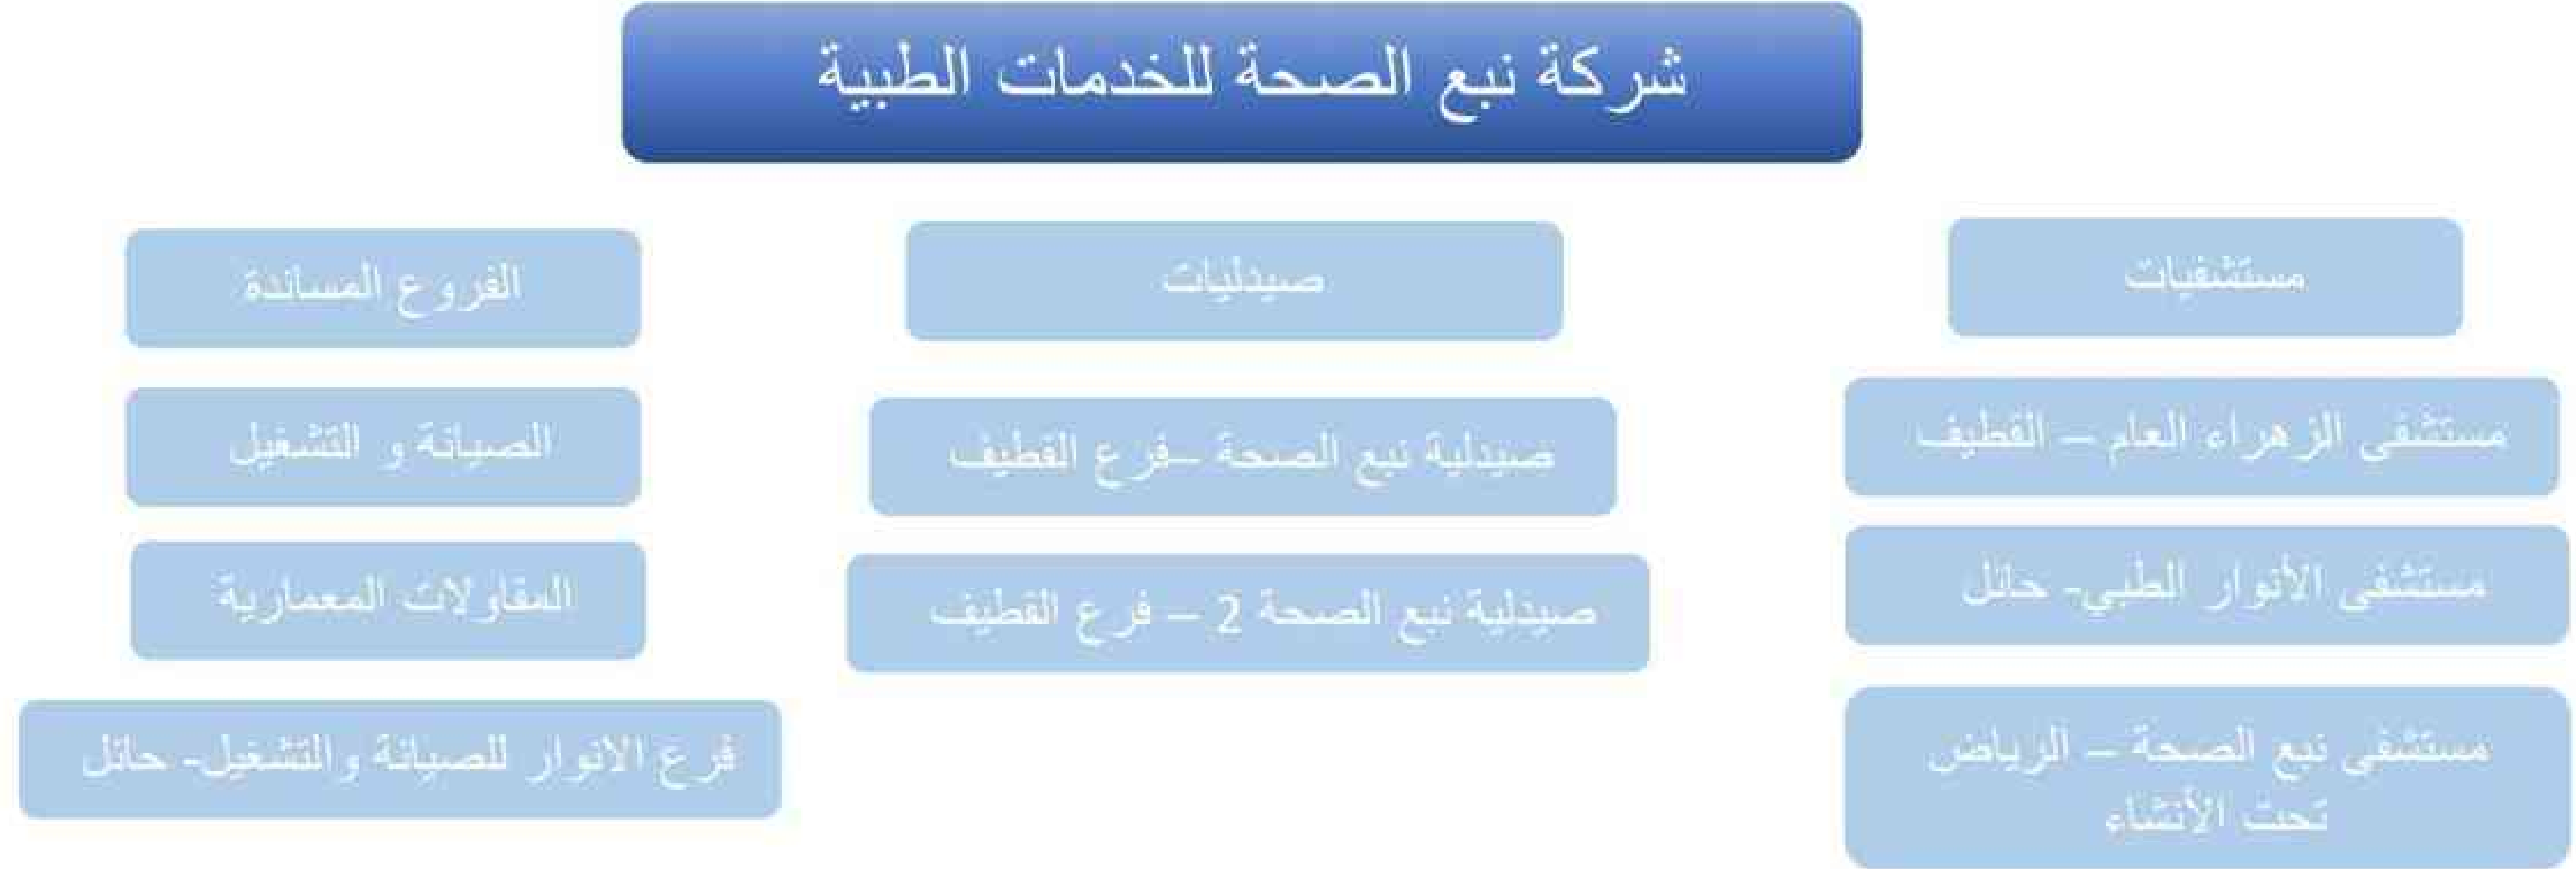 شركة نبع الصحة للخدمات الطبية
مستشفيات
مستشفى الزهراء العام – القطيف
مستشفى الأنوار الطبي- حائل
مستشفى نبع الصحة – الرياض
تحت الأنشاء
صيدليات
صيدلية نبع الصحة –فرع القطيف
صيدلية نبع الصحة 2 – فرع القطيف
الفروع المساندة
الصيانة و التشغيل
المقاولات المعمارية
فرع الانوار للصيانة والتشغيل- حائل